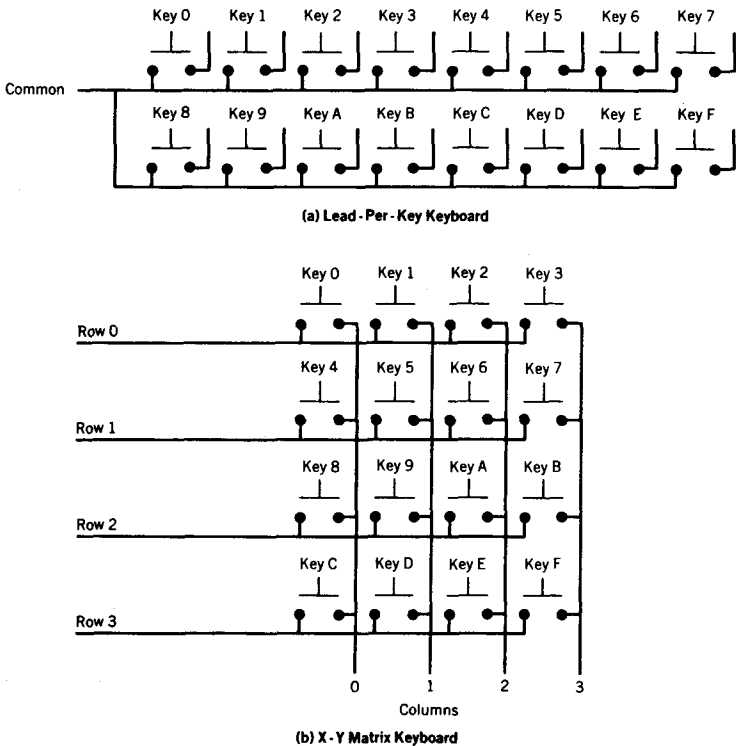 Key 0 Key 1 Key 2 Key 3 Key 4 Key 5 Key 6 Key 7
Common
Key 8 Key 9 Key A Key B Key C Key D Key E Key F
(a) Lead-Per-Key Keyboard
Key 0 Key 1 Key 2 Key 3
Row 0
Key 4 Key 5 Key 6 Key 7
Row 1
Key 8 Key 9 Key A Key B
Row 2
Key C Key D Key E Key F
Row 3
0 1 2 3
Columns
(b) X-Y Matrix Keyboard